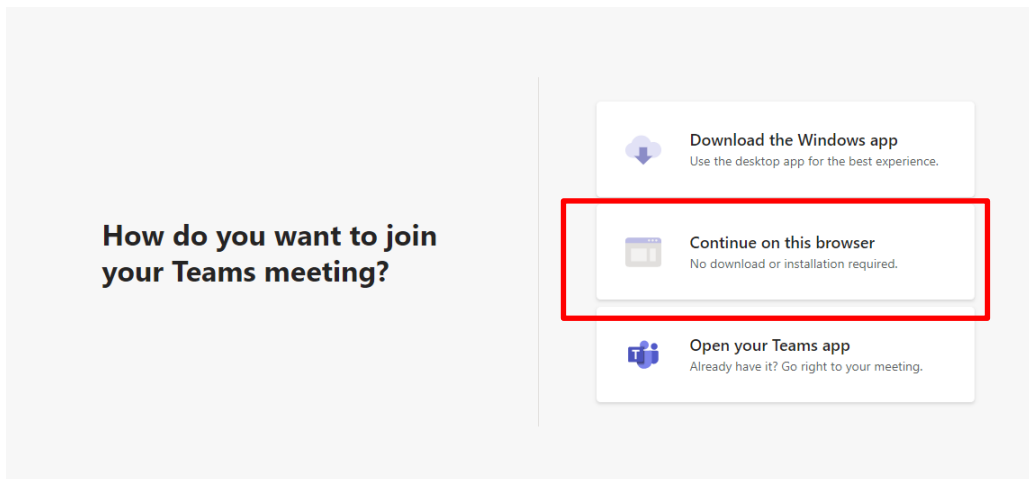 How do you want to join
your Teams meeting?
Download the Windows app
Use the desktop app for the best experience.
Continue on this browser
No download or installation required.
T
Open your Teams app
Already have it? Go right to your meeting.